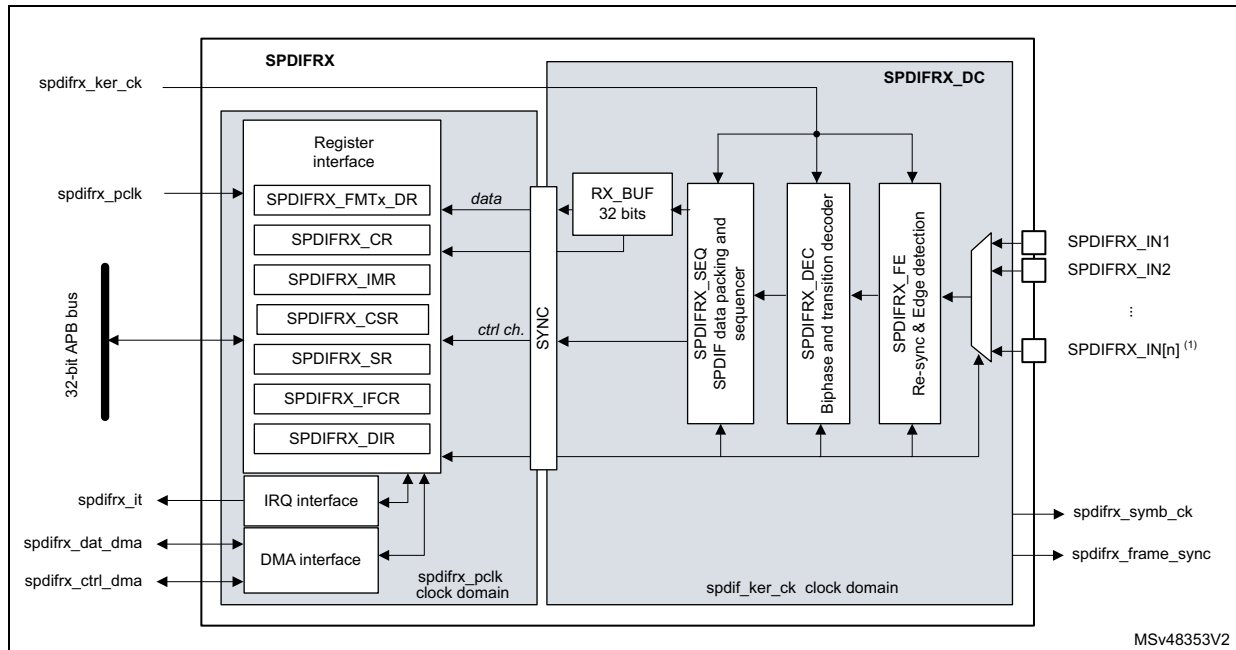 SPDIFRX
SPDIFRX_DC
spdifrx_ker_ck
Register
interface
spdifrx_pclk
SPDIFRX_FMTx_DR
SPDIFRX_CR
SPDIFRX_IMR
SPDIFRX_CSR
SPDIFRX_SR
SPDIFRX_IFCR
SPDIFRX_DIR
data
ctrl ch.
SYNC
RX_BUF
32 bits
SPDIFRX_SEQ
SPDIF data packing and
sequencer
SPDIFRX_DEC
Biphase and transition decoder
SPDIFRX_FE
Re-sync & Edge detection
SPDIFRX_IN1
SPDIFRX_IN2
...
SPDIFRX_IN[n] (1)
32-bit APB bus
spdifrx_it
IRQ interface
spdifrx_dat_dma
DMA interface
spdifrx_ctrl_dma
spdifrx_pclk
clock domain
spdif_ker_ck clock domain
spdifrx_symb_ck
spdifrx_frame_sync
MSv48353V2